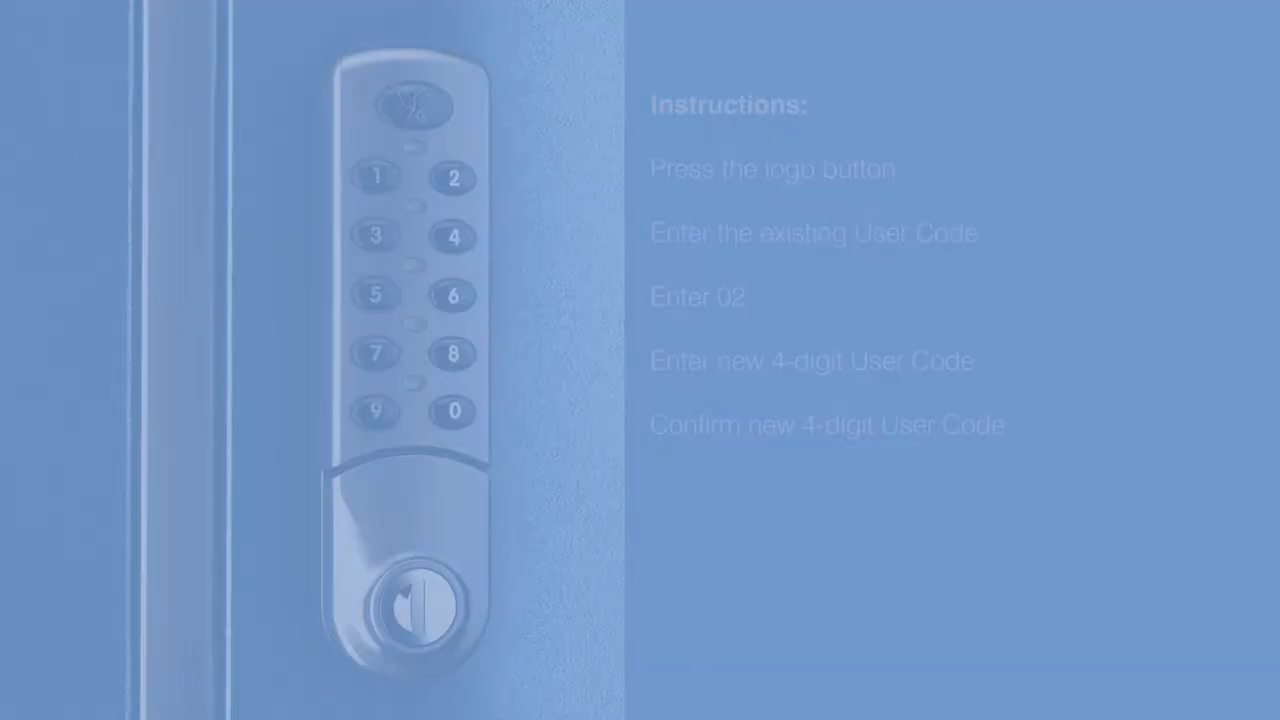 1 2
3 4
5 6
7 8
9 0
Instructions:
Press the logo button
Enter the existing User Code
Enter 02
Enter new 4-digit User Code
Confirm new 4-digit User Code